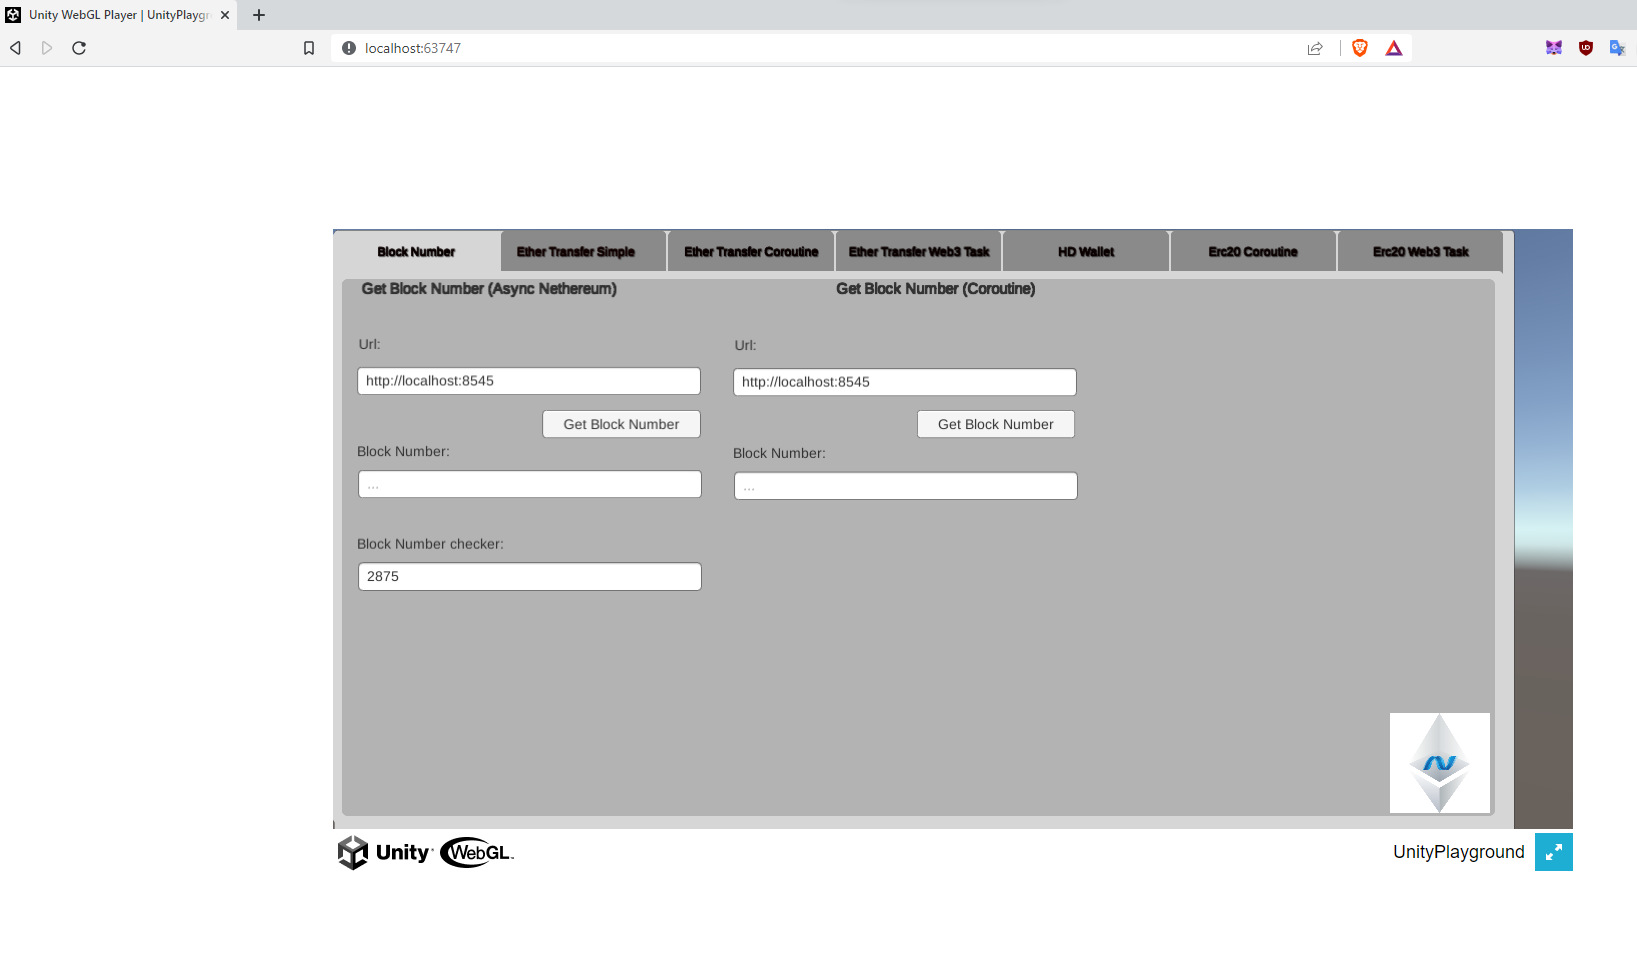 Unity WebGL Player | UnityPlaygr
localhost:63747
Block Number
Ether Transfer Simple
Ether Transfer Coroutine
Ether Transfer Web3 Task
HD Wallet
Erc20 Coroutine
Erc20 Web3 Task
Get Block Number (Async Nethereum)
Get Block Number (Coroutine)
Url:
Url:
http://localhost:8545
http://localhost:8545
Get Block Number
Get Block Number
Block Number:
Block Number:
...
...
Block Number checker:
2875
Unity WebGL
UnityPlayground